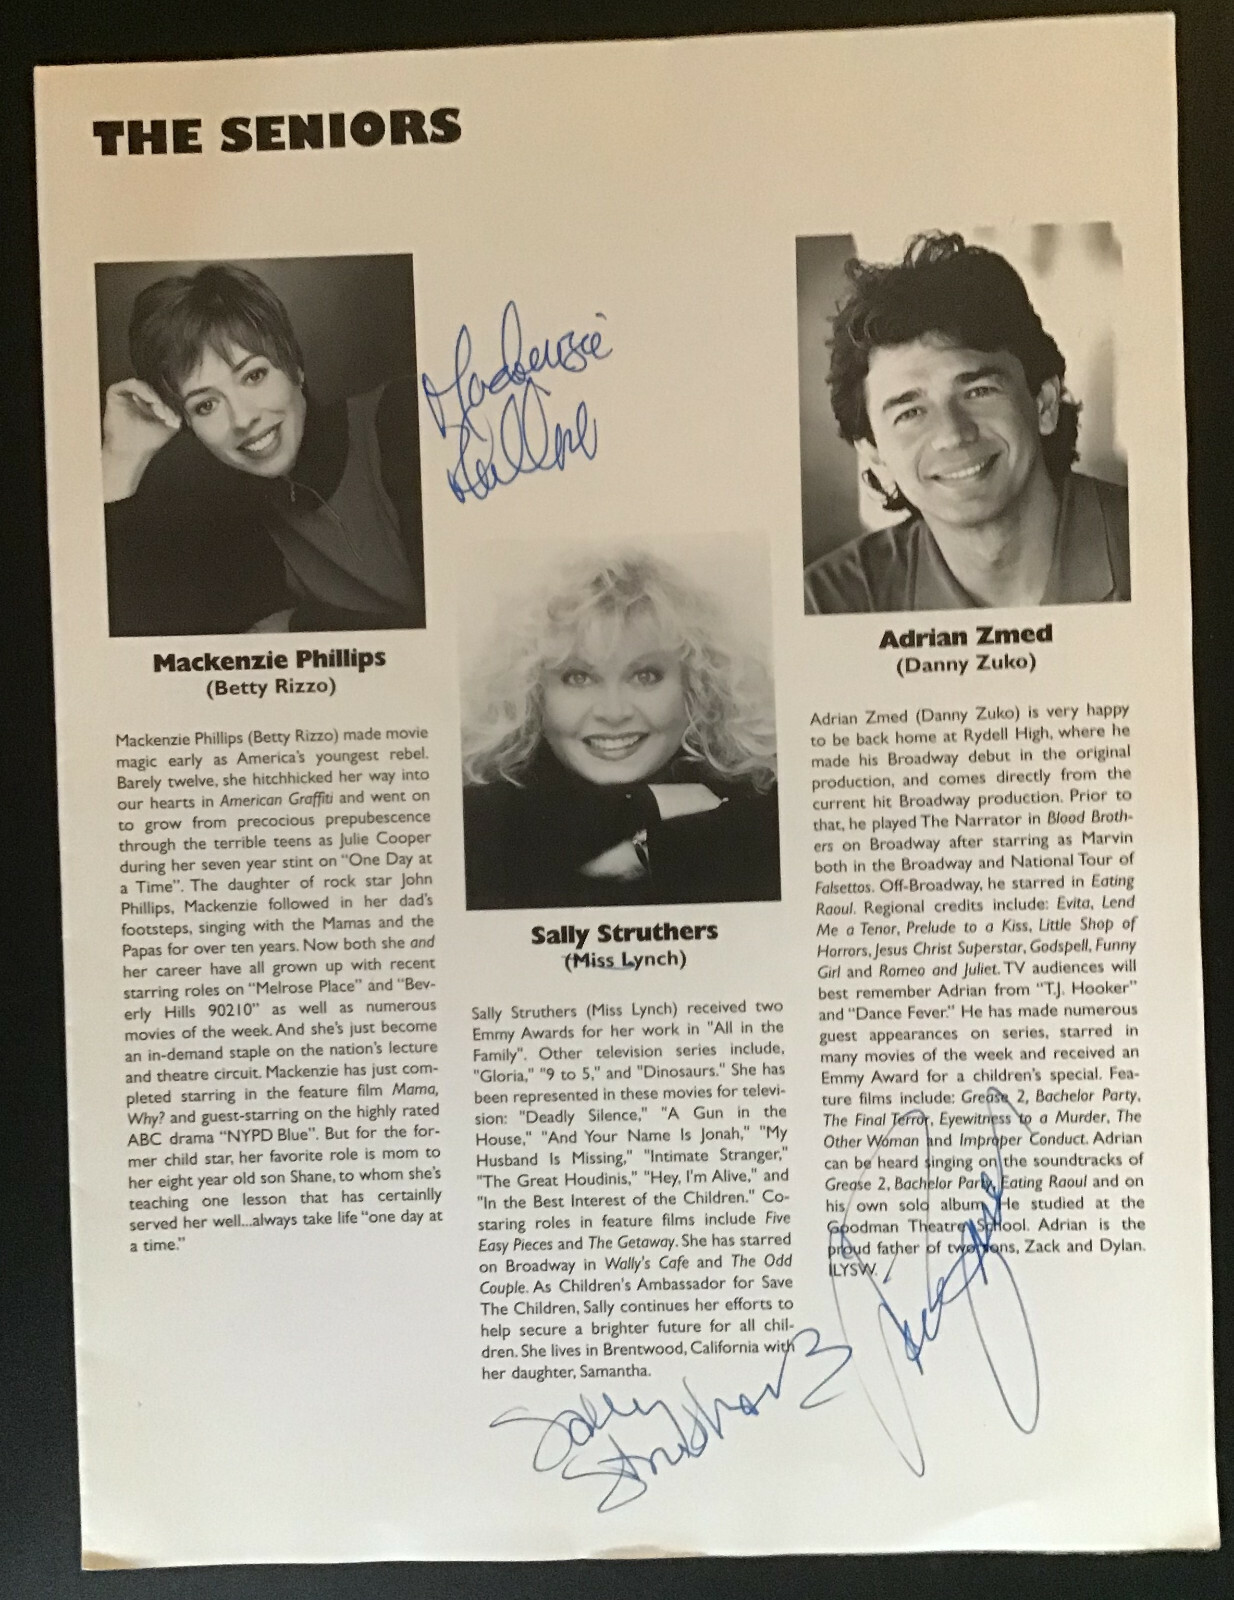 THE SENIORS
Mackenzie
Phillips
Mackenzie Phillips
(Betty Rizzo)
Mackenzie Phillips (Betty Rizzo) made movie
magic early as America's youngest rebel.
Barely twelve, she hitchhicked her way into
our hearts in American Graffiti and went on
to grow from precocious prepubescence
through the terrible teens as Julie Cooper
during her seven year stint on "One Day at
a Time". The daughter of rock star John
Phillips, Mackenzie followed in her dad's
footsteps, singing with the Mamas and the
Papas for over ten years. Now both she and
her career have all grown up with recent
starring roles on "Melrose Place" and "Bev-
erly Hills 90210" as well as numerous
movies of the week. And she's just become
an in-demand staple on the nation's lecture
and theatre circuit. Mackenzie has just com-
pleted starring in the feature film Mama,
Why? and guest-starring on the highly rated
ABC drama "NYPD Blue". But for the for-
mer child star, her favorite role is mom to
her eight year old son Shane, to whom she's
teaching one lesson that has certainlly
served her well...always take life "one day at
a time."
Sally Struthers
(Miss Lynch)
Sally Struthers (Miss Lynch) received two
Emmy Awards for her work in "All in the
Family". Other television series include,
"Gloria," "9 to 5," and "Dinosaurs." She has
been represented in these movies for televi-
sion: "Deadly Silence," "A Gun in the
House," "And Your Name Is Jonah," "My
Husband Is Missing," "Intimate Stranger,"
"The Great Houdinis," "Hey, I'm Alive," and
"In the Best Interest of the Children." Co-
staring roles in feature films include Five
Easy Pieces and The Getaway. She has starred
on Broadway in Wally's Cafe and The Odd
Couple. As Children's Ambassador for Save
The Children, Sally continues her efforts to
help secure a brighter future for all chil-
dren. She lives in Brentwood, California with
her daughter, Samantha.
Sally
Struthers
Adrian Zmed
(Danny Zuko)
Adrian Zmed (Danny Zuko) is very happy
to be back home at Rydell High, where he
made his Broadway debut in the original
production, and comes directly from the
current hit Broadway production. Prior to
that, he played The Narrator in Blood Broth-
ers on Broadway after starring as Marvin
both in the Broadway and National Tour of
Falsettos. Off-Broadway, he starred in Eating
Raoul. Regional credits include: Evita, Lend
Me a Tenor, Prelude to a Kiss, Little Shop of
Horrors, Jesus Christ Superstar, Godspell, Funny
Girl and Romeo and Juliet. TV audiences will
best remember Adrian from "T.J. Hooker"
and "Dance Fever." He has made numerous
guest appearances on series, starred in
many movies of the week and received an
Emmy Award for a children's special. Fea-
ture films include: Grease 2, Bachelor Party,
The Final Terror, Eyewitness to a Murder, The
Other Woman and Improper Conduct. Adrian
can be heard singing on the soundtracks of
Grease 2, Bachelor Party, Eating Raoul and on
his own solo album. He studied at the
Goodman Theatre School. Adrian is the
proud father of two sons, Zack and Dylan.
ILYSW.